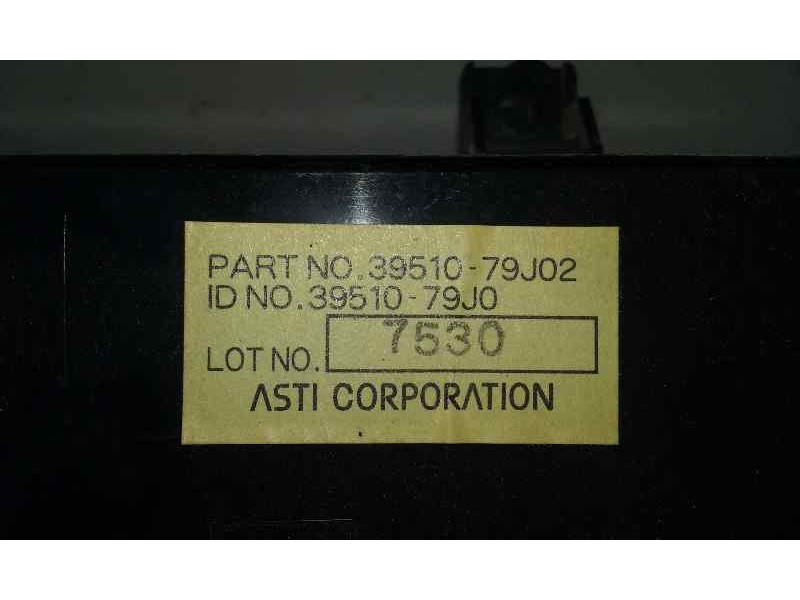 PART NO. 39510-79J02
ID NO. 39510-79J0
LOT NO. 7530
ASTI CORPORATION